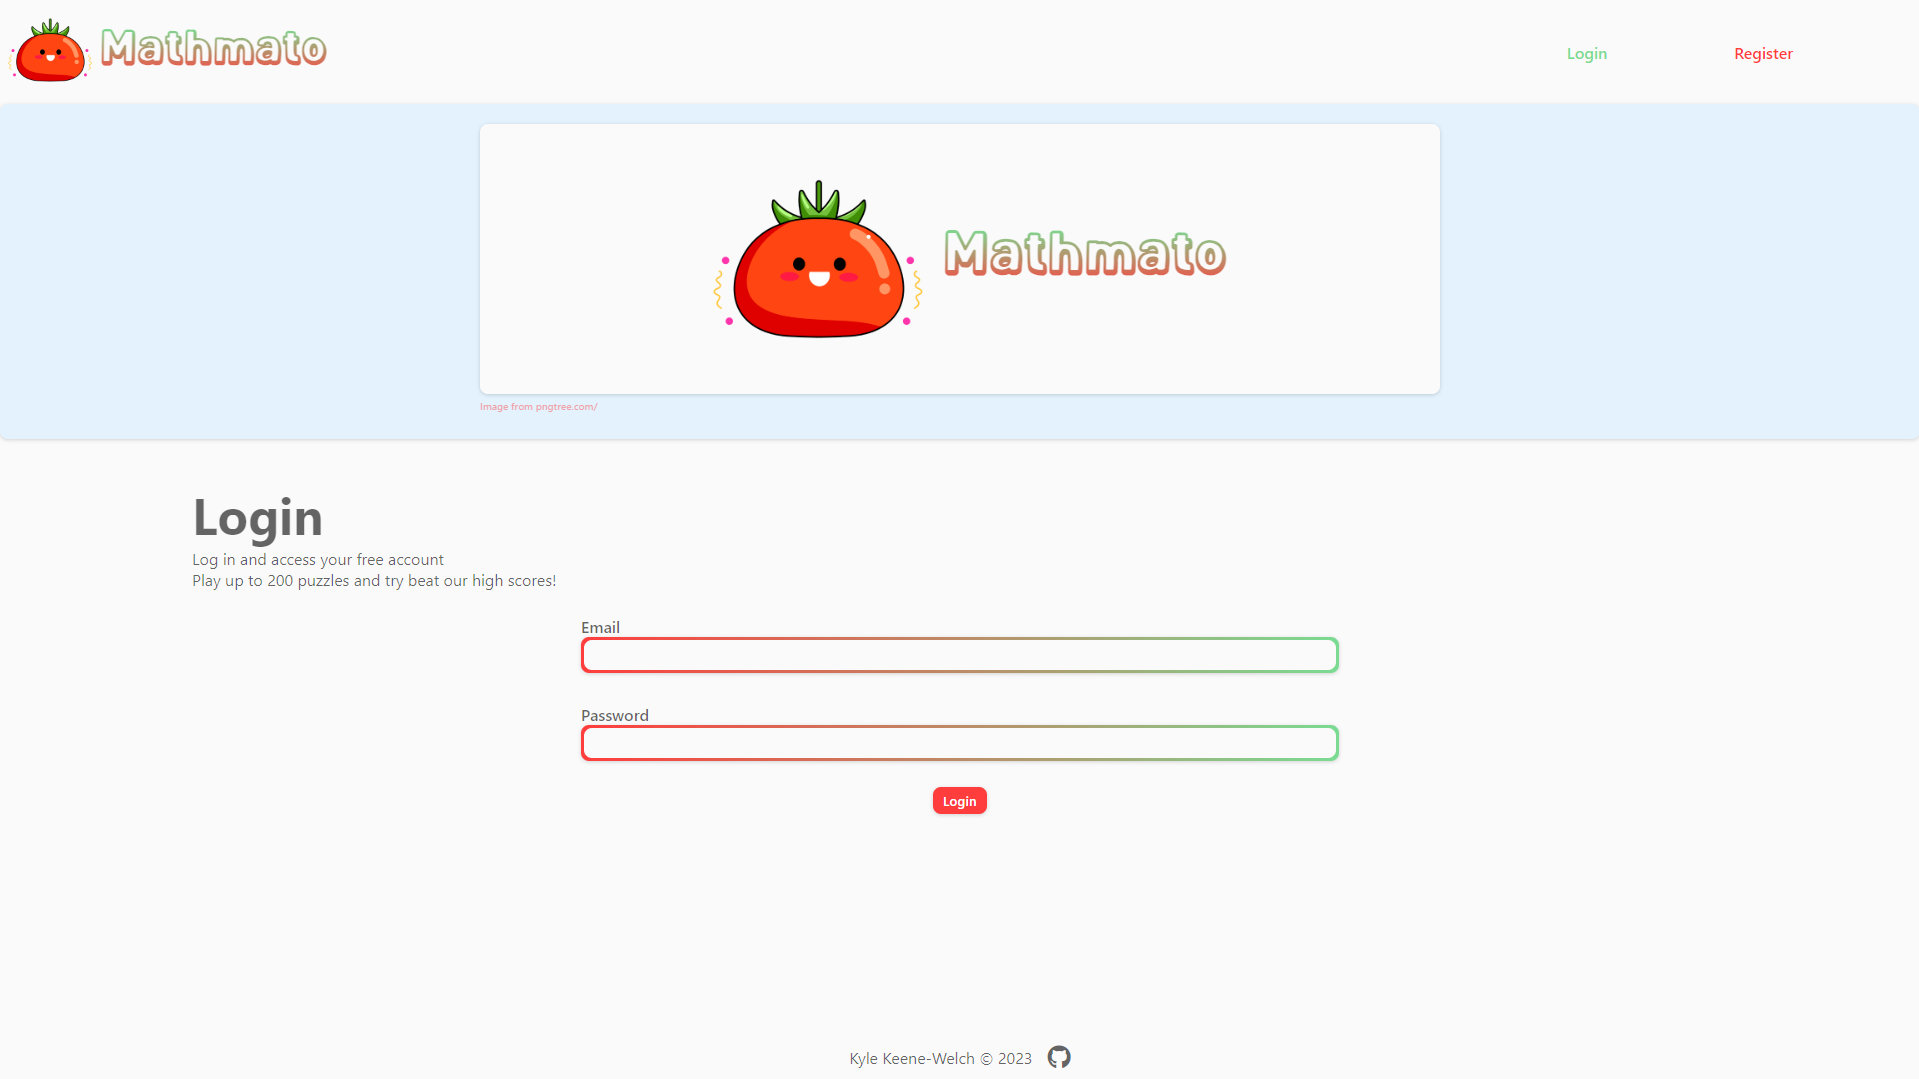 Mathmato
Login
Register
Mathmato
Image from pngtree.com/
Login
Log in and access your free account
Play up to 200 puzzles and try beat our high scores!
Email
Password
Login
Kyle Keene-Welch © 2023